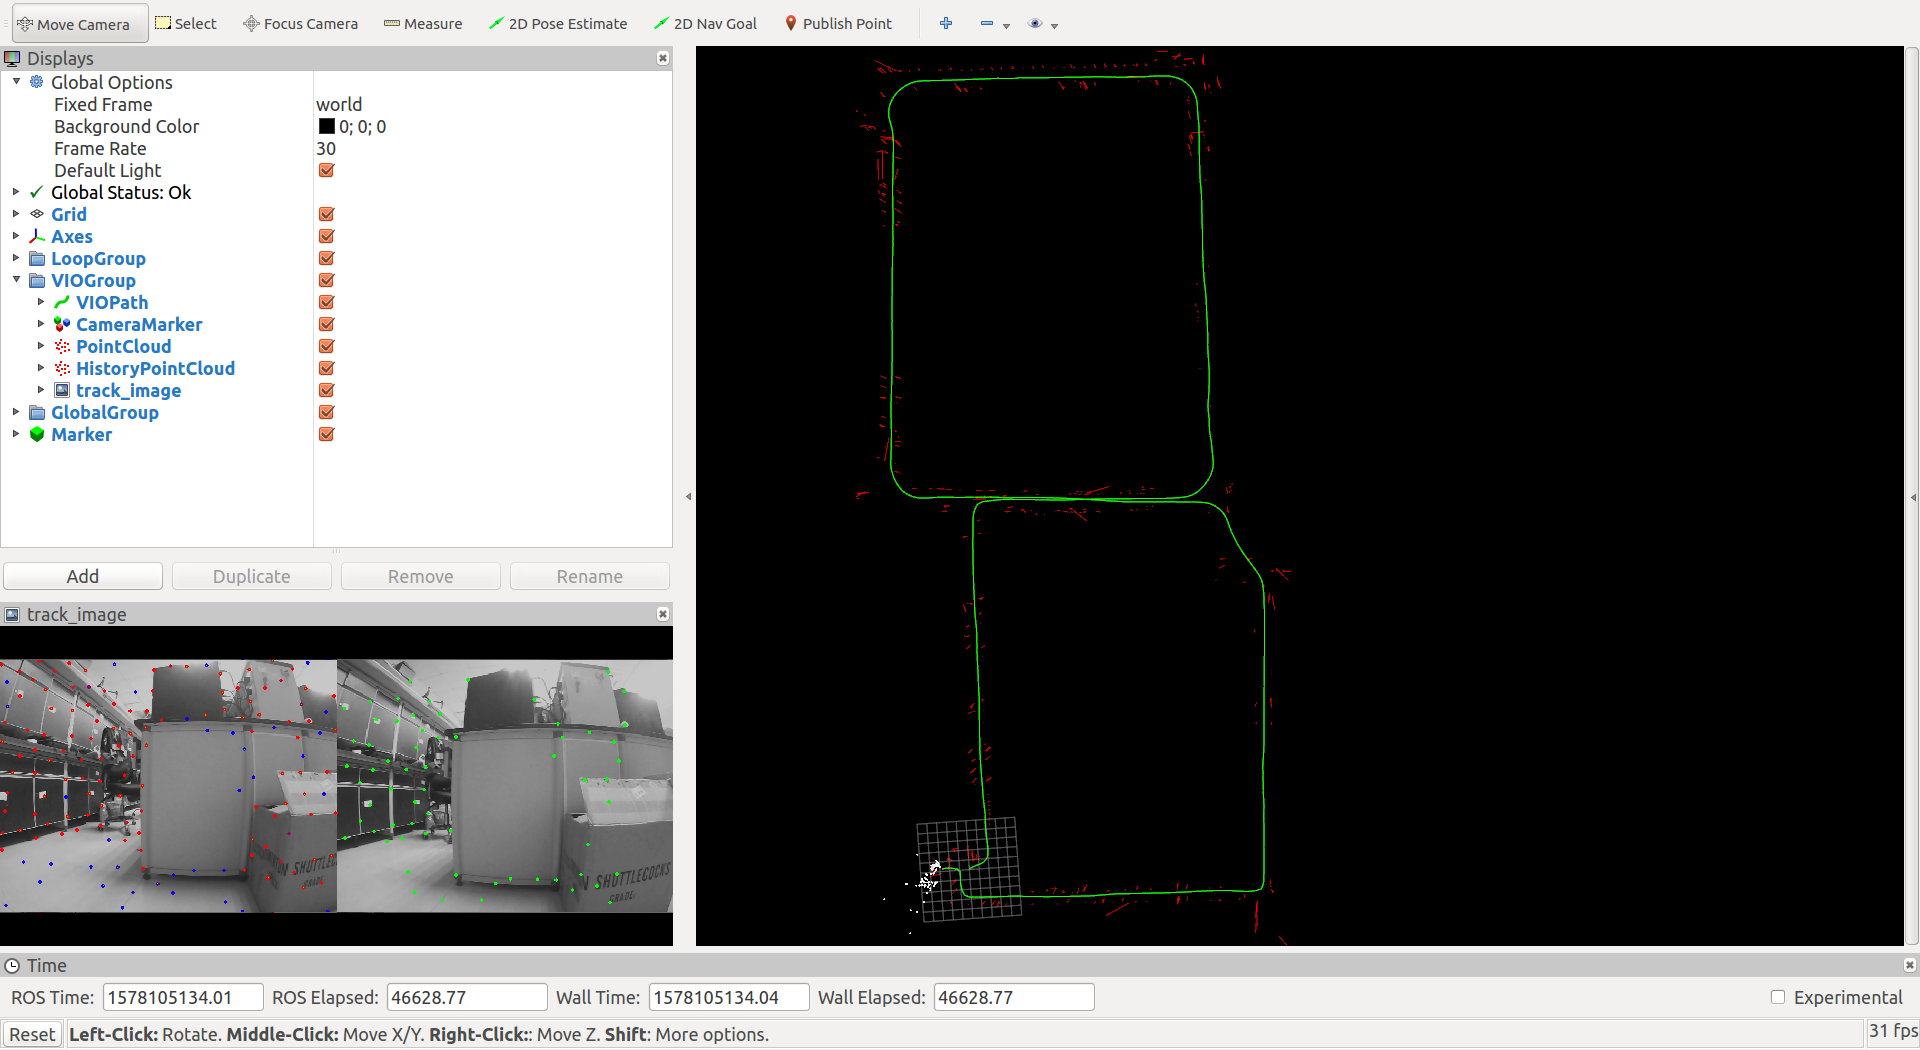 Move Camera Select Focus Camera Measure 2D Pose Estimate 2D Nav Goal Publish Point
Displays
Global Options
Fixed Frame world
Background Color 0; 0; 0
Frame Rate 30
Default Light
Global Status: Ok
Grid
Axes
LoopGroup
VIOGroup
VIOPath
CameraMarker
PointCloud
HistoryPointCloud
track_image
GlobalGroup
Marker
Add Duplicate Remove Rename
track_image
SHUTTLECOCKS
GRADE:
Time
ROS Time: 1578105134.01 ROS Elapsed: 46628.77 Wall Time: 1578105134.04 Wall Elapsed: 46628.77 Experimental
Reset Left-Click: Rotate. Middle-Click: Move X/Y. Right-Click:: Move Z. Shift: More options. 31 fps